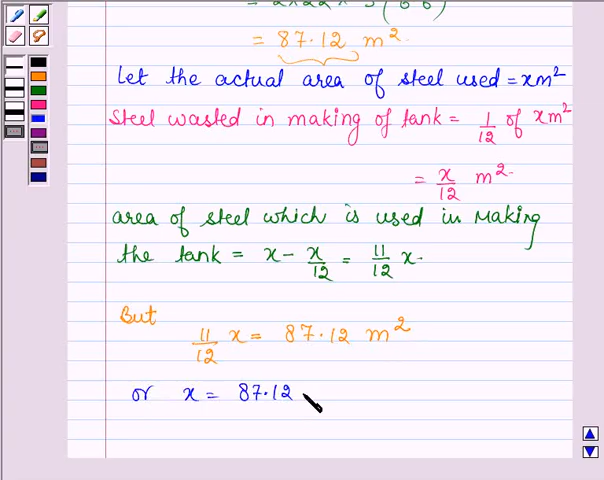 = 87.12 m².
Let the actual area of steel used = xm²
Steel wasted in making of tank = 1/12 of xm²
= x/12 m².
area of steel which is used in Making
the tank = x - x/12 = 11/12 x.
But
11/12 x = 87.12 m²
or x = 87.12